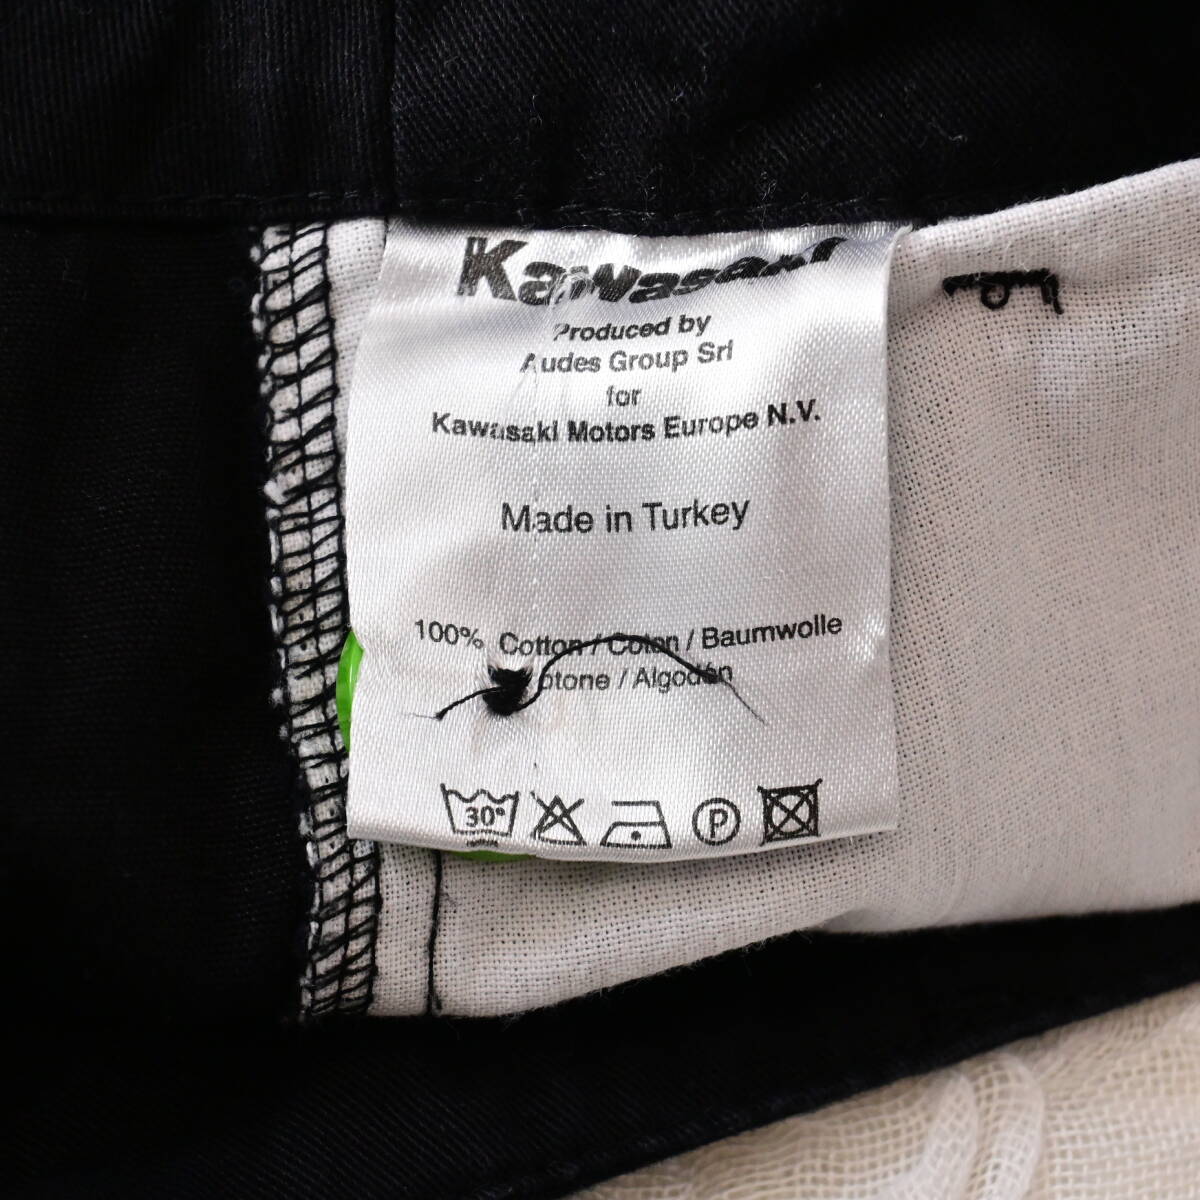 Kawasaki
Produced by
Audes Group Srl
for
Kawasaki Motors Europe N.V.
Made in Turkey
100% Cotton / Coton / Baumwolle
/ Algodón
30°
P